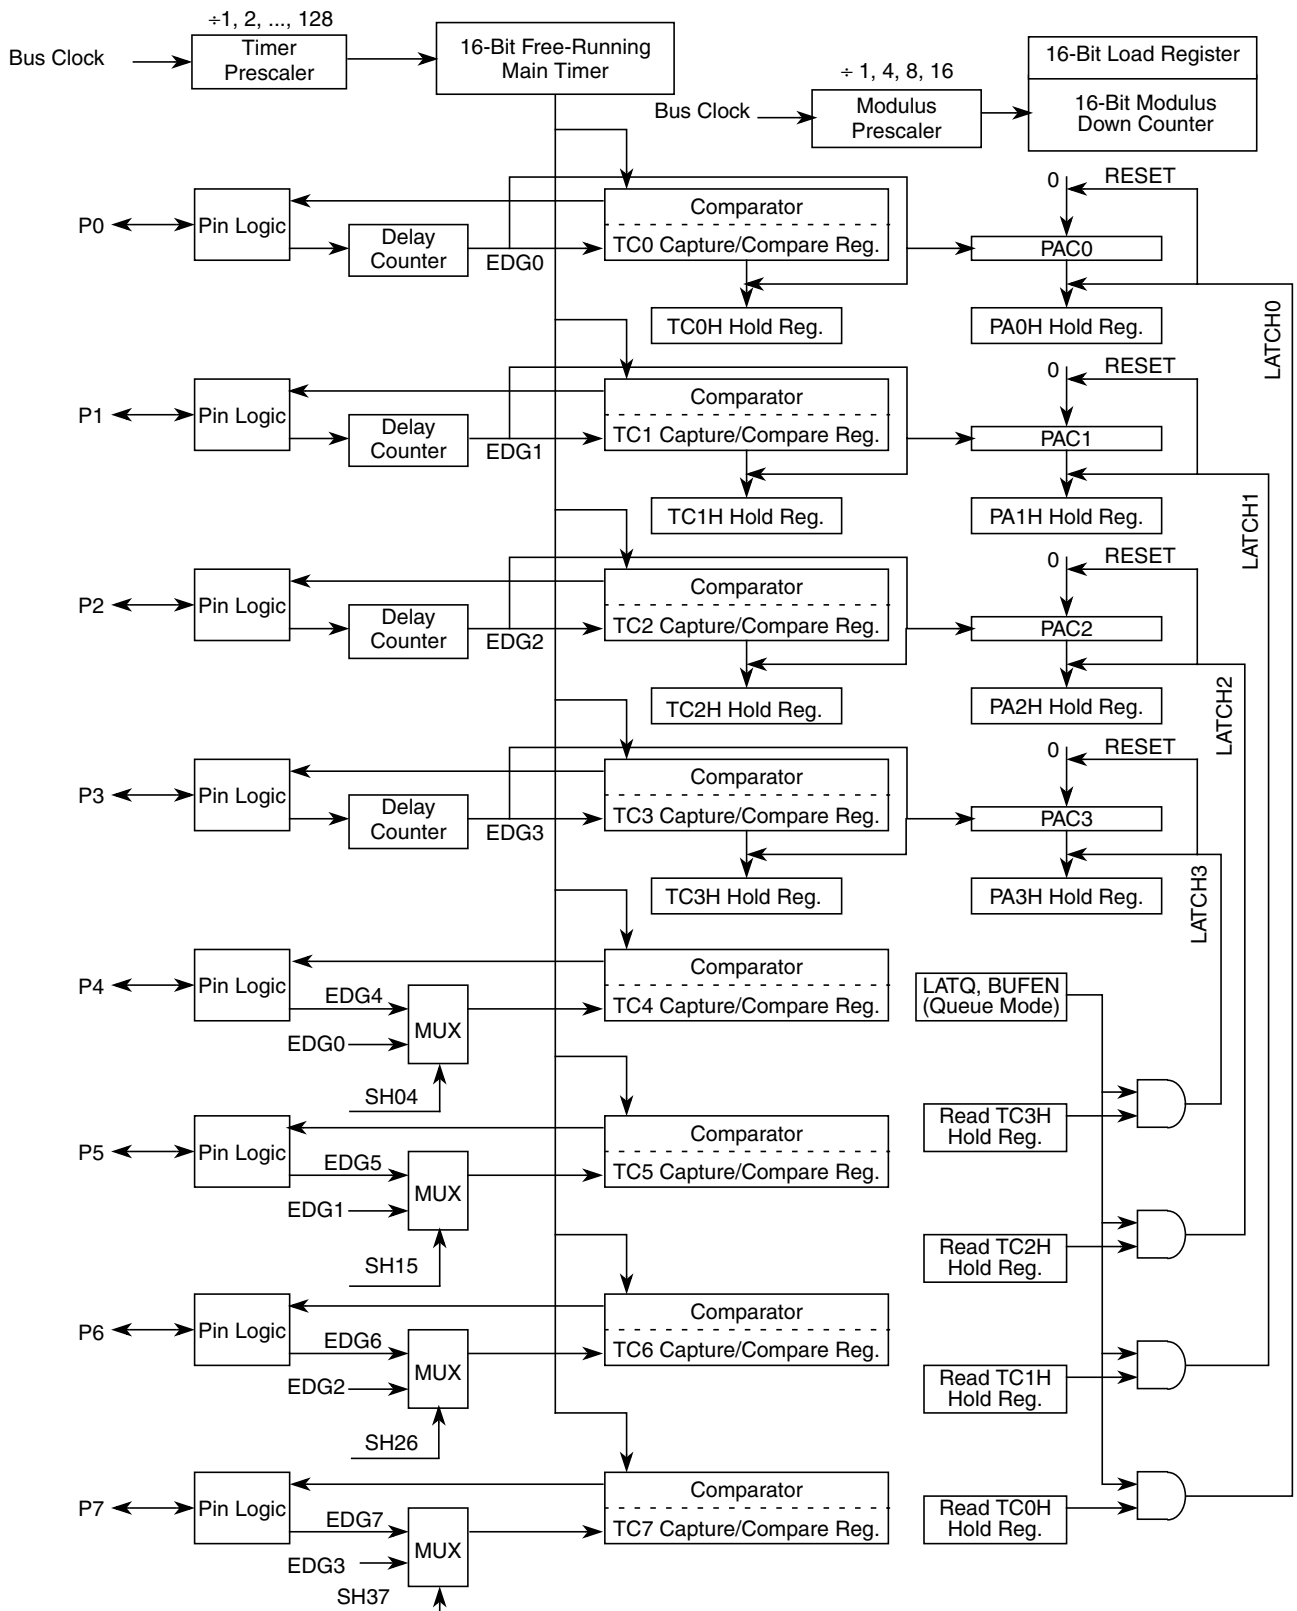 ÷1, 2, ..., 128
Bus Clock
Timer
Prescaler
16-Bit Free-Running
Main Timer
÷ 1, 4, 8, 16
Bus Clock
Modulus
Prescaler
16-Bit Load Register
16-Bit Modulus
Down Counter
P0
Pin Logic
Delay
Counter
EDG0
Comparator
TC0 Capture/Compare Reg.
TC0H Hold Reg.
0
RESET
PAC0
PA0H Hold Reg.
LATCH0
P1
Pin Logic
Delay
Counter
EDG1
Comparator
TC1 Capture/Compare Reg.
TC1H Hold Reg.
0
RESET
PAC1
PA1H Hold Reg.
LATCH1
P2
Pin Logic
Delay
Counter
EDG2
Comparator
TC2 Capture/Compare Reg.
TC2H Hold Reg.
0
RESET
PAC2
PA2H Hold Reg.
LATCH2
P3
Pin Logic
Delay
Counter
EDG3
Comparator
TC3 Capture/Compare Reg.
TC3H Hold Reg.
0
RESET
PAC3
PA3H Hold Reg.
LATCH3
P4
Pin Logic
EDG4
EDG0
MUX
SH04
Comparator
TC4 Capture/Compare Reg.
LATQ, BUFEN
(Queue Mode)
P5
Pin Logic
EDG5
EDG1
MUX
SH15
Comparator
TC5 Capture/Compare Reg.
Read TC3H
Hold Reg.
Read TC2H
Hold Reg.
P6
Pin Logic
EDG6
EDG2
MUX
SH26
Comparator
TC6 Capture/Compare Reg.
Read TC1H
Hold Reg.
P7
Pin Logic
EDG7
EDG3
MUX
SH37
Comparator
TC7 Capture/Compare Reg.
Read TC0H
Hold Reg.